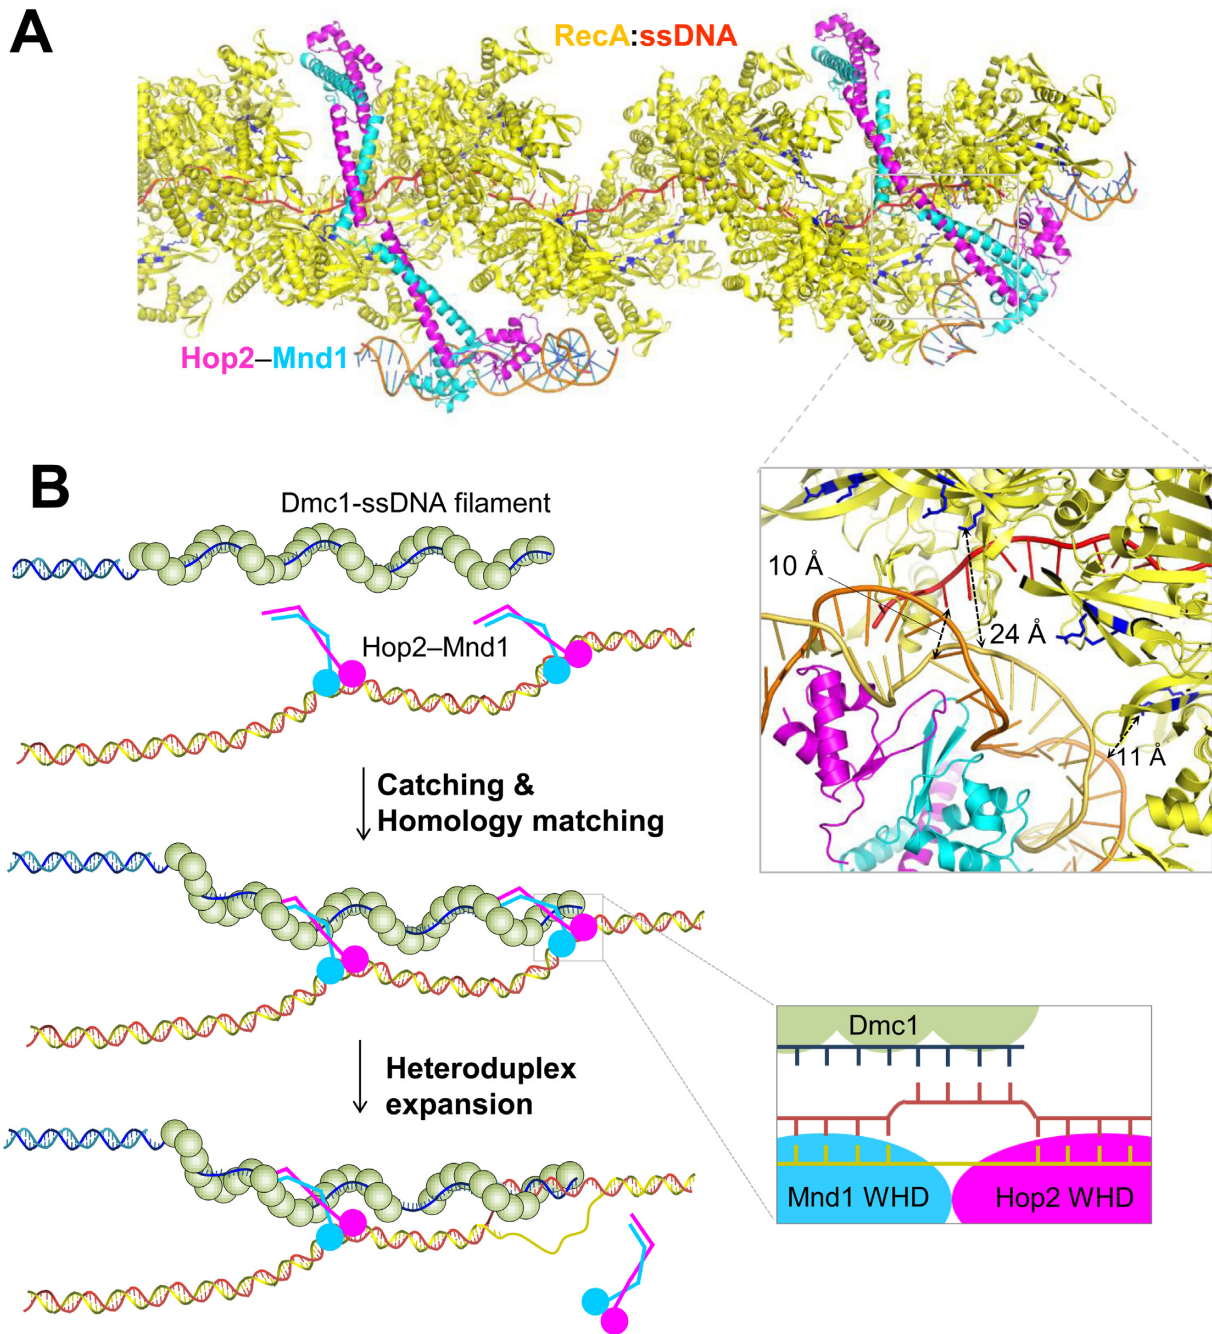 A
RecA:ssDNA
Hop2–Mnd1
B
Dmc1-ssDNA filament
Hop2–Mnd1
10 Å
24 Å
11 Å
Catching &
Homology matching
Heteroduplex
expansion
Dmc1
Mnd1 WHD
Hop2 WHD